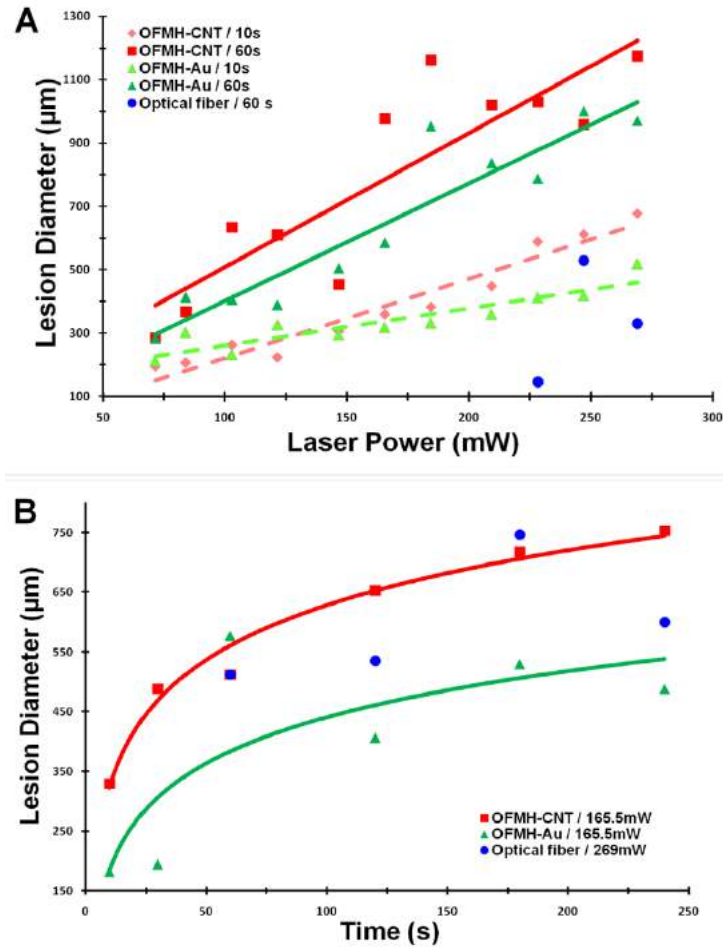 A
OFMH-CNT / 10s
OFMH-CNT / 60s
OFMH-Au / 10s
OFMH-Au / 60s
Optical fiber / 60 s
Lesion Diameter (µm)
1300
1100
900
700
500
300
100
50 100 150 200 250 300
Laser Power (mW)
B
Lesion Diameter (µm)
750
650
550
450
350
250
150
OFMH-CNT / 165.5mW
OFMH-Au / 165.5mW
Optical fiber / 269mW
0 50 100 150 200 250
Time (s)